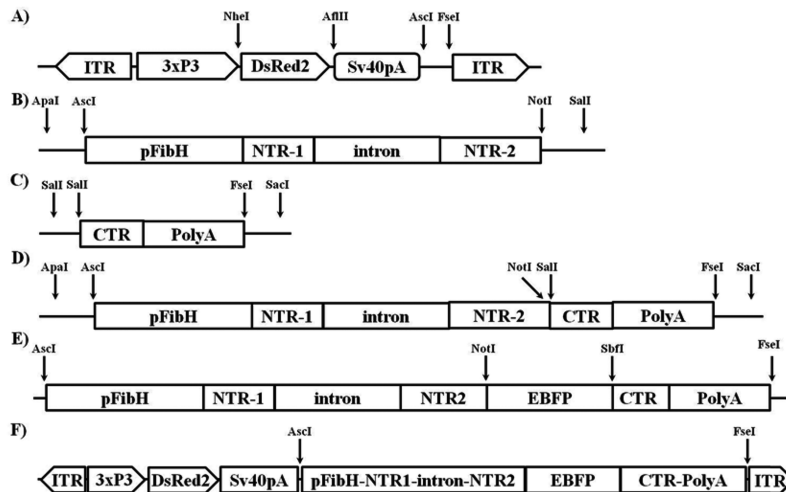 A)
NheI AflII AscI FseI
ITR 3xP3 DsRed2 Sv40pA ITR
B)
ApaI AscI NotI SalI
pFibH NTR-1 intron NTR-2
C)
SalI SalI FseI SacI
CTR PolyA
D)
ApaI AscI NotI SalI FseI SacI
pFibH NTR-1 intron NTR-2 CTR PolyA
E)
AscI NotI SbfI FseI
pFibH NTR-1 intron NTR2 EBFP CTR PolyA
F)
AscI FseI
ITR 3xP3 DsRed2 Sv40pA pFibH-NTR1-intron-NTR2 EBFP CTR-PolyA ITR